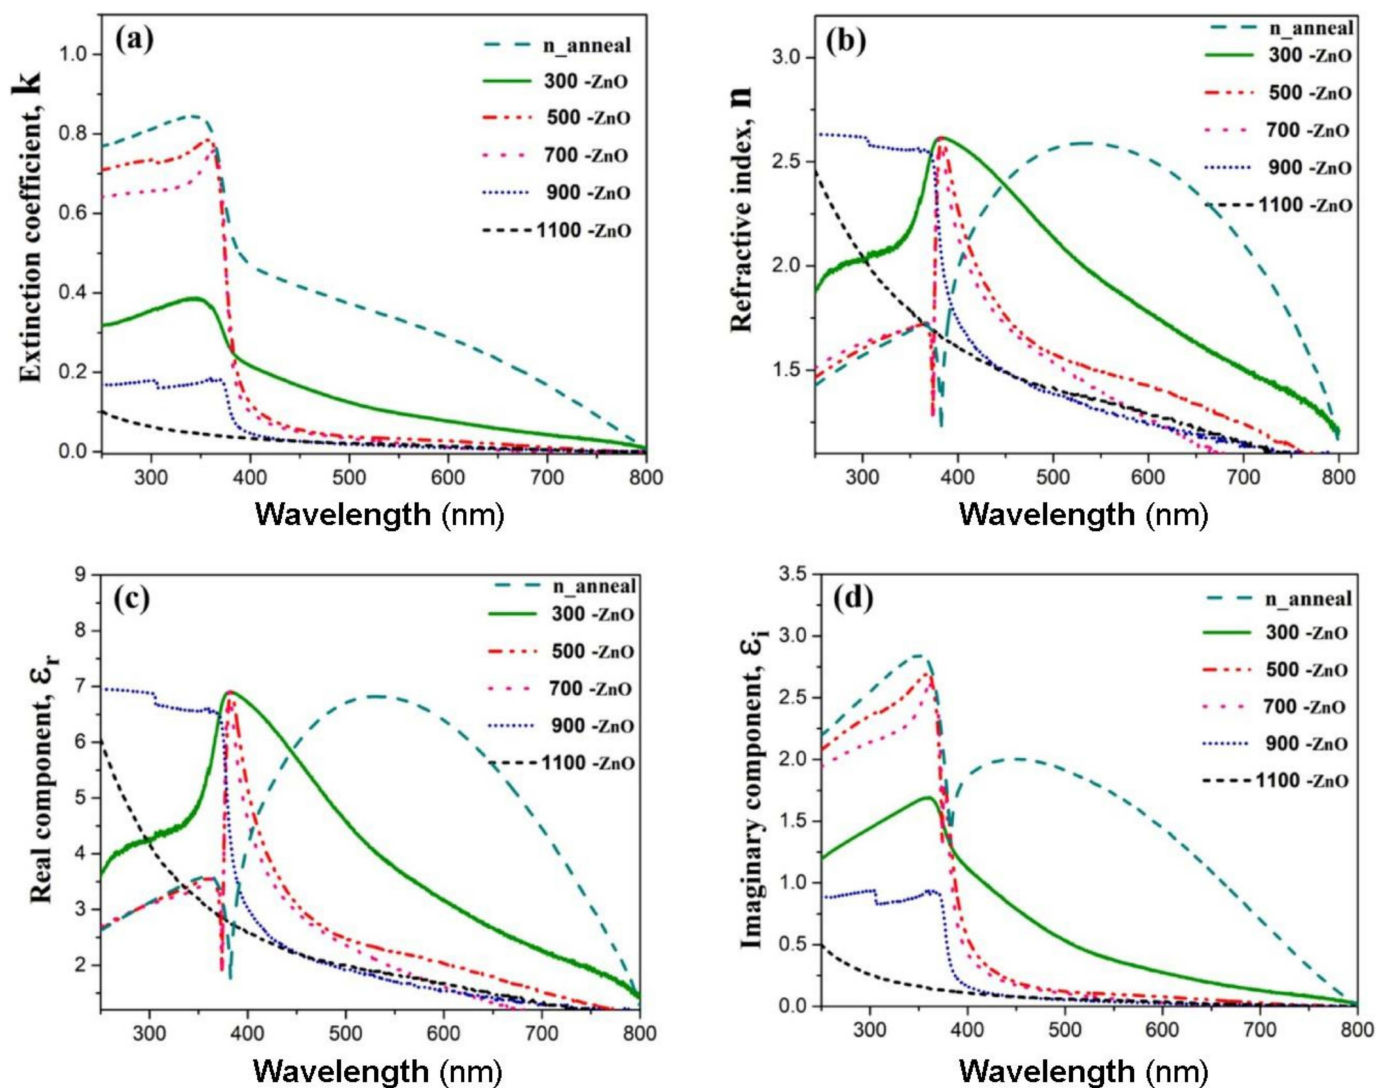 (a)
n_anneal
300 -ZnO
500 -ZnO
700 -ZnO
900 -ZnO
1100 -ZnO
Extinction coefficient, k
1.0
0.8
0.6
0.4
0.2
0.0
300 400 500 600 700 800
Wavelength (nm)
(b)
n_anneal
300 -ZnO
500 -ZnO
700 -ZnO
900 -ZnO
1100 -ZnO
Refractive index, n
3.0
2.5
2.0
1.5
300 400 500 600 700 800
Wavelength (nm)
(c)
n_anneal
300 -ZnO
500 -ZnO
700 -ZnO
900 -ZnO
1100 -ZnO
Real component, εr
9
8
7
6
5
4
3
2
300 400 500 600 700 800
Wavelength (nm)
(d)
n_anneal
300 -ZnO
500 -ZnO
700 -ZnO
900 -ZnO
1100 -ZnO
Imaginary component, εi
3.5
3.0
2.5
2.0
1.5
1.0
0.5
0.0
300 400 500 600 700 800
Wavelength (nm)